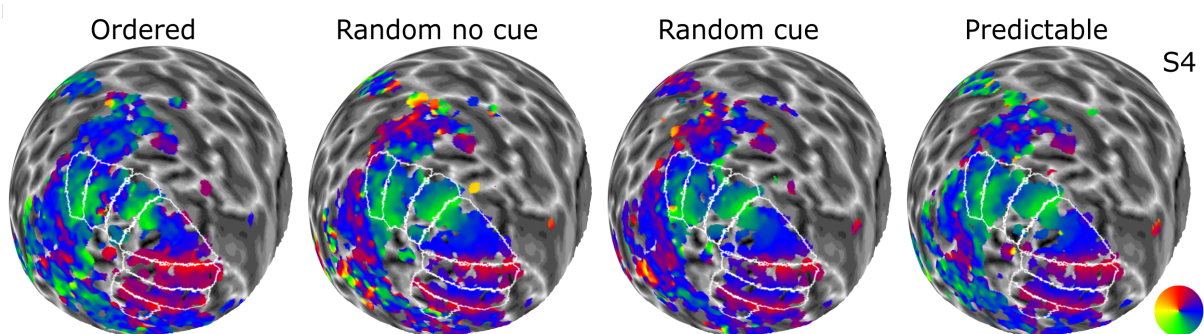 Ordered
Random no cue
Random cue
Predictable
S4